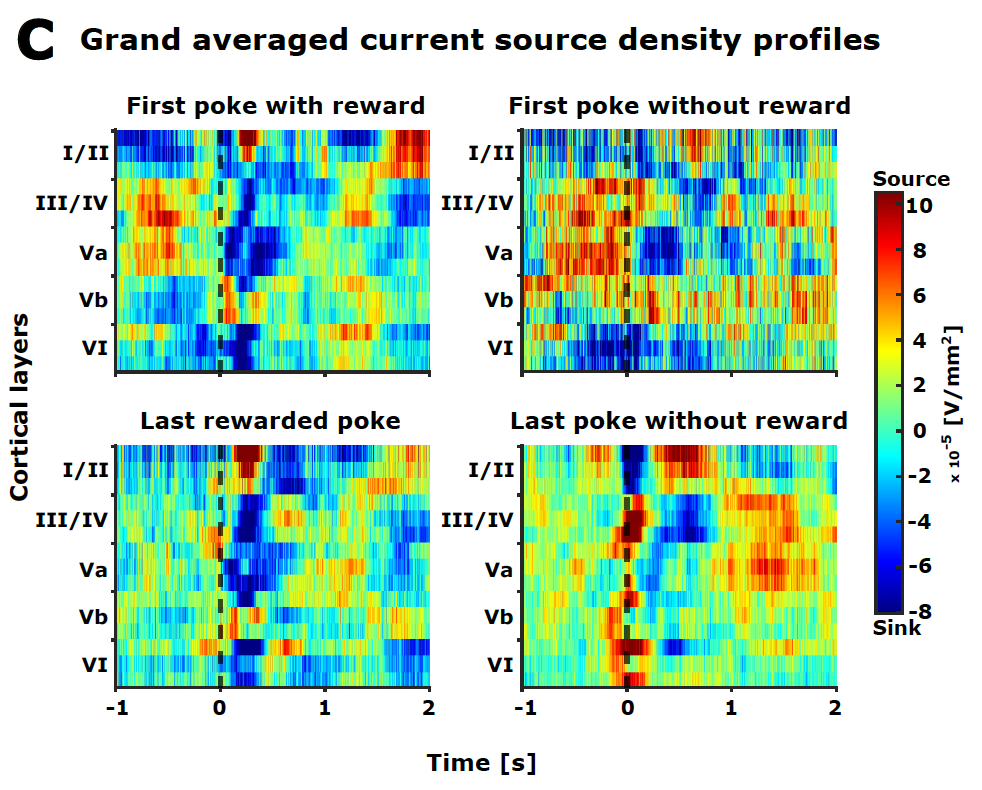 C Grand averaged current source density profiles
First poke with reward
First poke without reward
I/II
III/IV
Va
Vb
VI
I/II
III/IV
Va
Vb
VI
Last rewarded poke
Last poke without reward
I/II
III/IV
Va
Vb
VI
-1 0 1 2
I/II
III/IV
Va
Vb
VI
-1 0 1 2
Cortical layers
Time [s]
Source
10
8
6
4
2
0
-2
-4
-6
-8
Sink
x 10⁻⁵ [V/mm²]